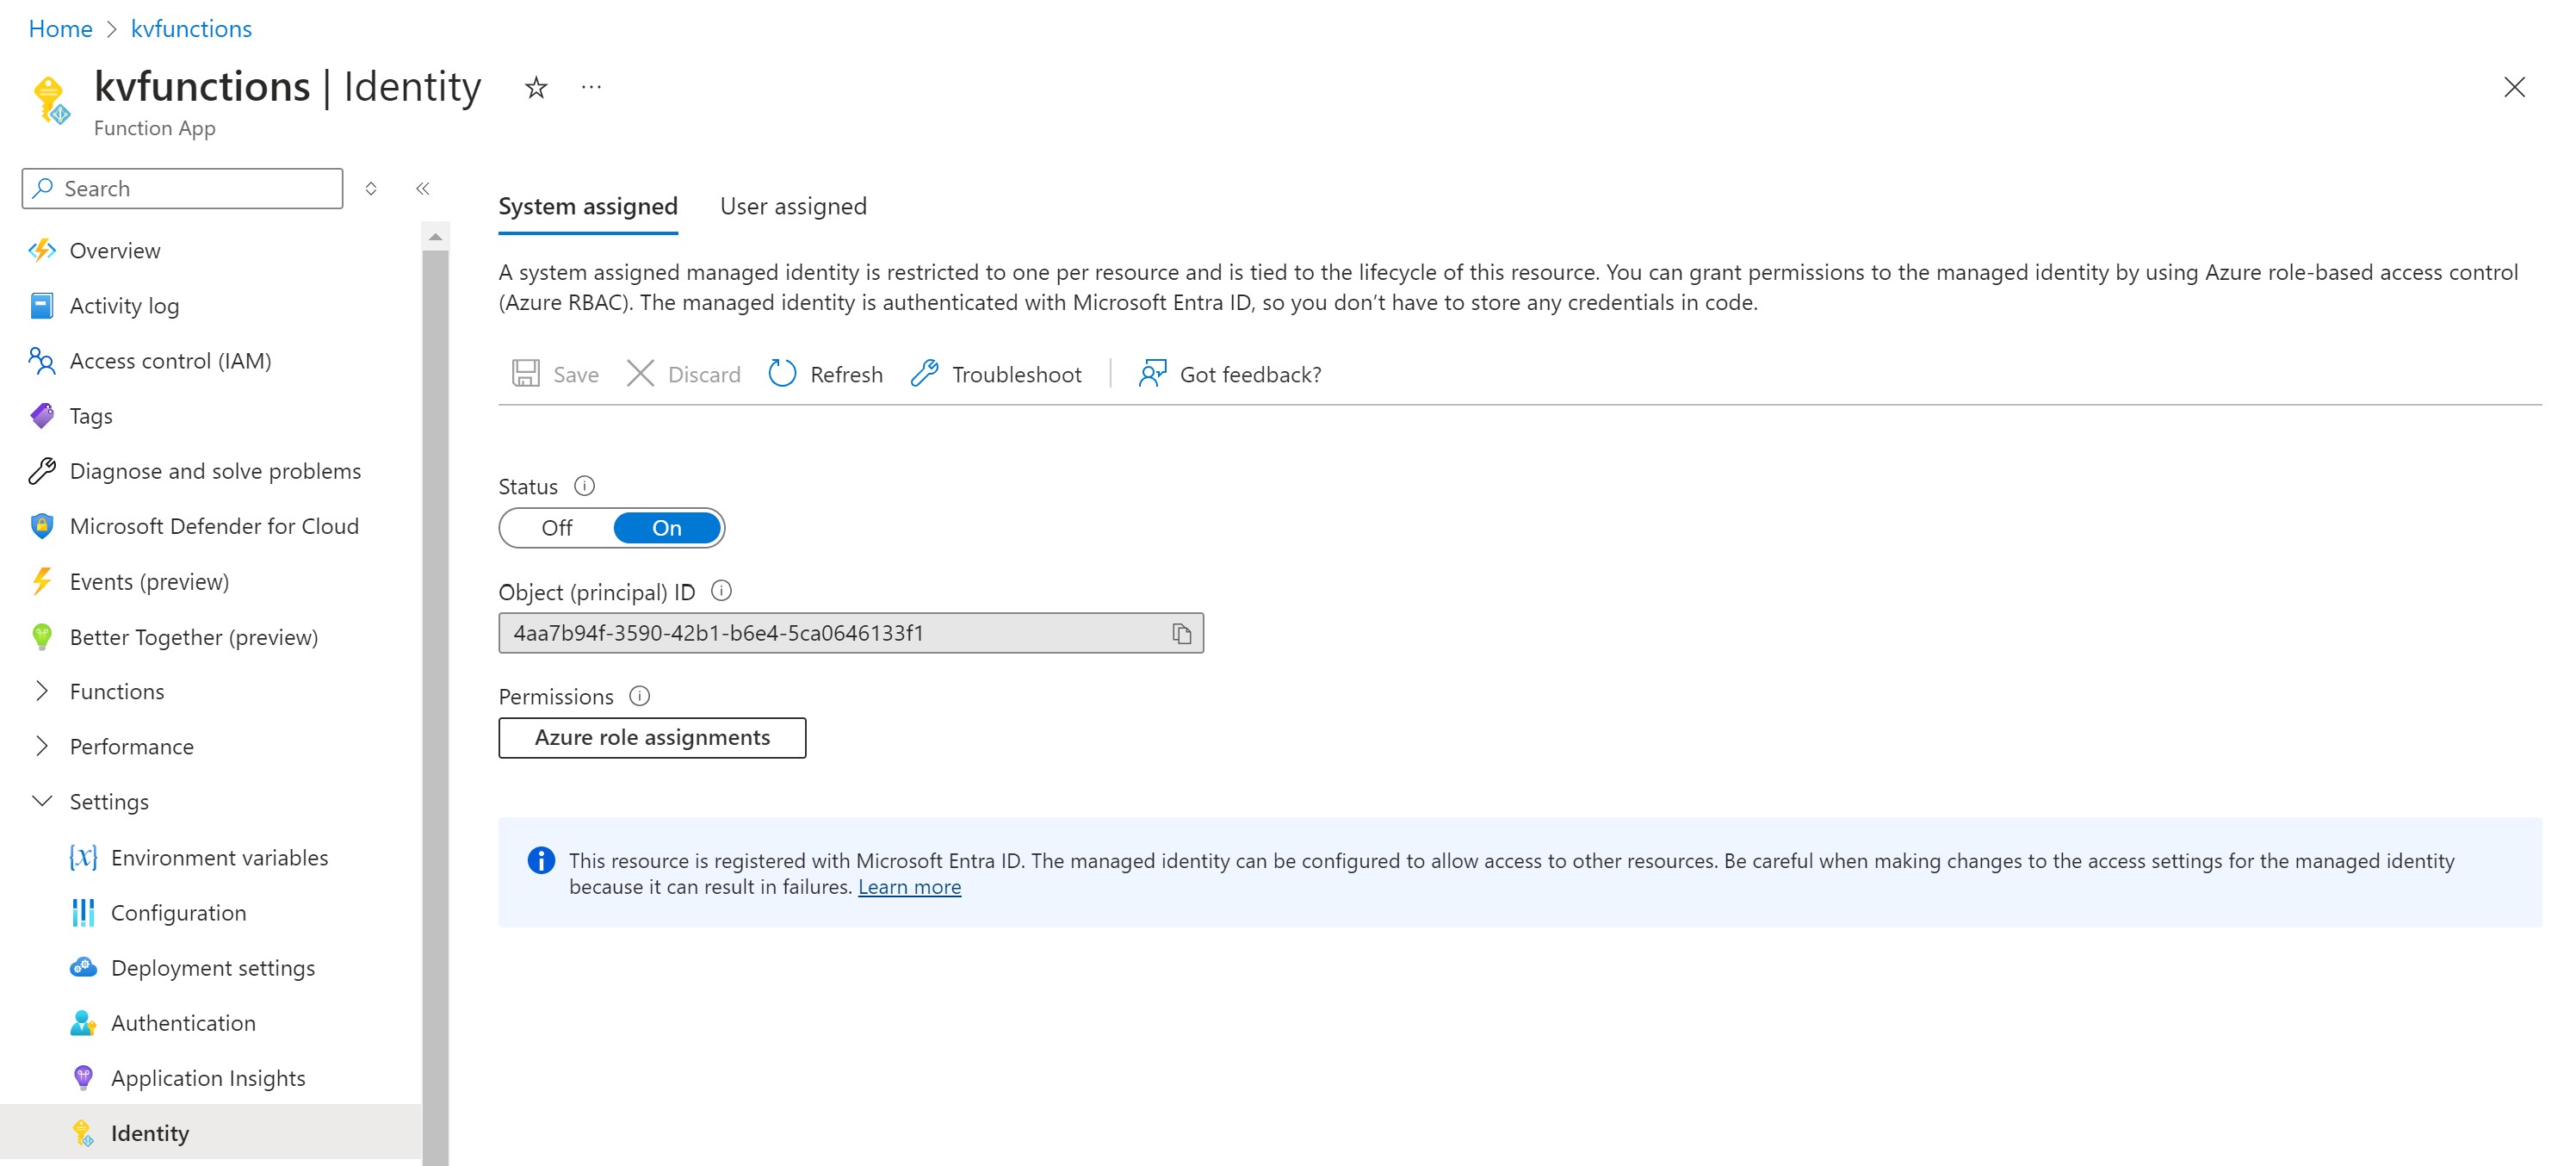 Home > kvfunctions
kvfunctions | Identity
Function App
Search
Overview
Activity log
Access control (IAM)
Tags
Diagnose and solve problems
Microsoft Defender for Cloud
Events (preview)
Better Together (preview)
Functions
Performance
Settings
Environment variables
Configuration
Deployment settings
Authentication
Application Insights
Identity
System assigned User assigned
A system assigned managed identity is restricted to one per resource and is tied to the lifecycle of this resource. You can grant permissions to the managed identity by using Azure role-based access control
(Azure RBAC). The managed identity is authenticated with Microsoft Entra ID, so you don’t have to store any credentials in code.
Save Discard Refresh Troubleshoot Got feedback?
Status
Off On
Object (principal) ID
4aa7b94f-3590-42b1-b6e4-5ca0646133f1
Permissions
Azure role assignments
This resource is registered with Microsoft Entra ID. The managed identity can be configured to allow access to other resources. Be careful when making changes to the access settings for the managed identity
because it can result in failures. Learn more